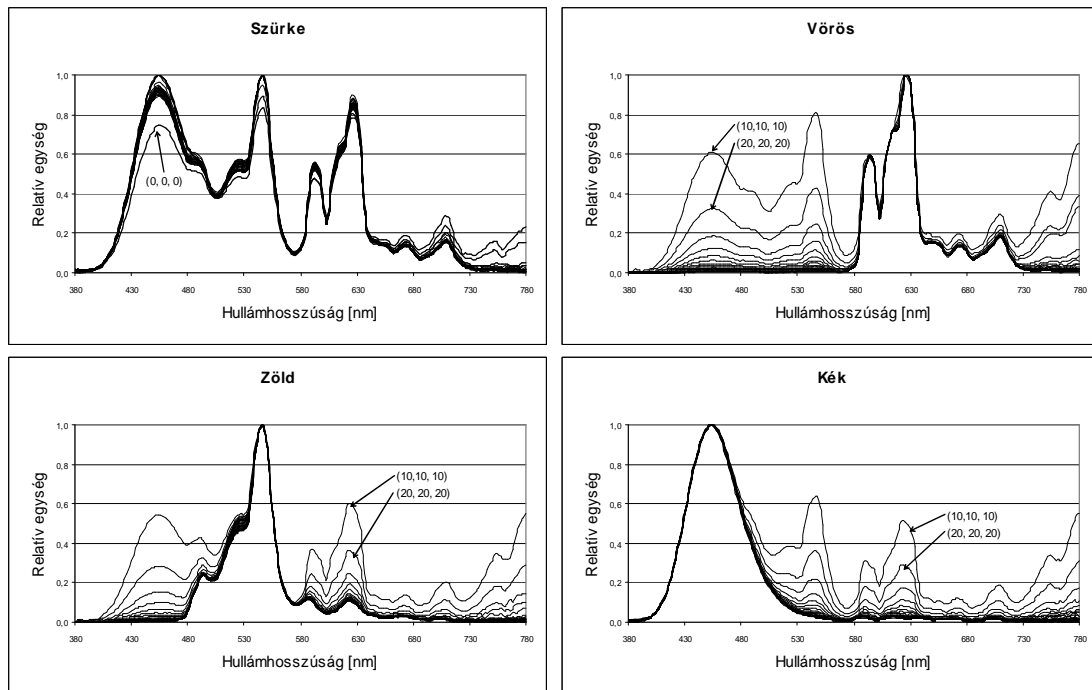 Szürke
Relatív egység
1,0
0,8
0,6
0,4
0,2
0,0
(0, 0, 0)
380 430 480 530 580 630 680 730 780
Hullámhosszúság [nm]
Vörös
Relatív egység
1,0
0,8
0,6
0,4
0,2
0,0
(10,10, 10)
(20, 20, 20)
380 430 480 530 580 630 680 730 780
Hullámhosszúság [nm]
Zöld
Relatív egység
1,0
0,8
0,6
0,4
0,2
0,0
(10,10, 10)
(20, 20, 20)
380 430 480 530 580 630 680 730 780
Hullámhosszúság [nm]
Kék
Relatív egység
1,0
0,8
0,6
0,4
0,2
0,0
(10,10, 10)
(20, 20, 20)
380 430 480 530 580 630 680 730 780
Hullámhosszúság [nm]